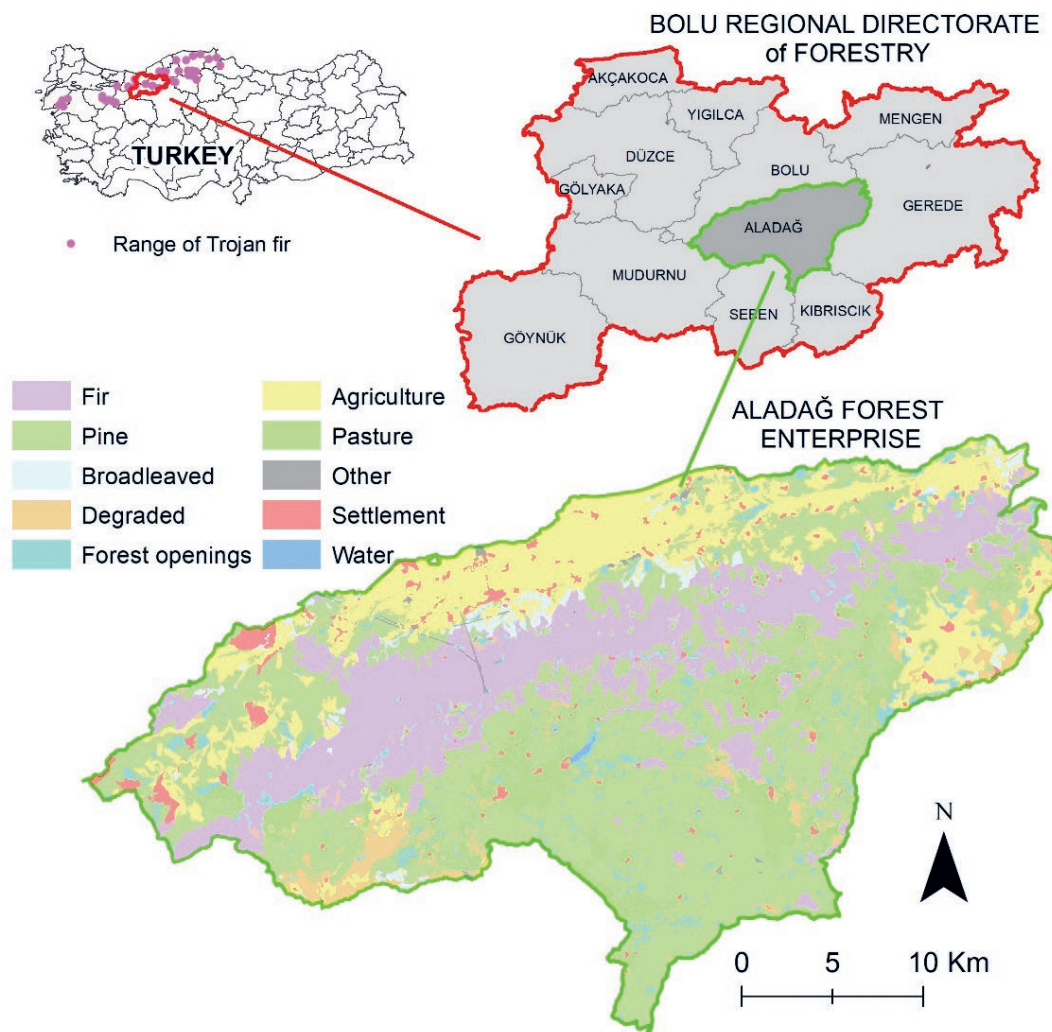 BOLU REGIONAL DIRECTORATE
of FORESTRY
TURKEY
Range of Trojan fir
AKÇAKOCA
YIGILCA
MENGEN
DÜZCE
BOLU
GÖLYAKA
GEREDE
ALADAĞ
MUDURNU
SEBEN
KIBRISCIK
GÖYNÜK
Fir
Pine
Broadleaved
Degraded
Forest openings
Agriculture
Pasture
Other
Settlement
Water
ALADAĞ FOREST
ENTERPRISE
N
0 5 10 Km